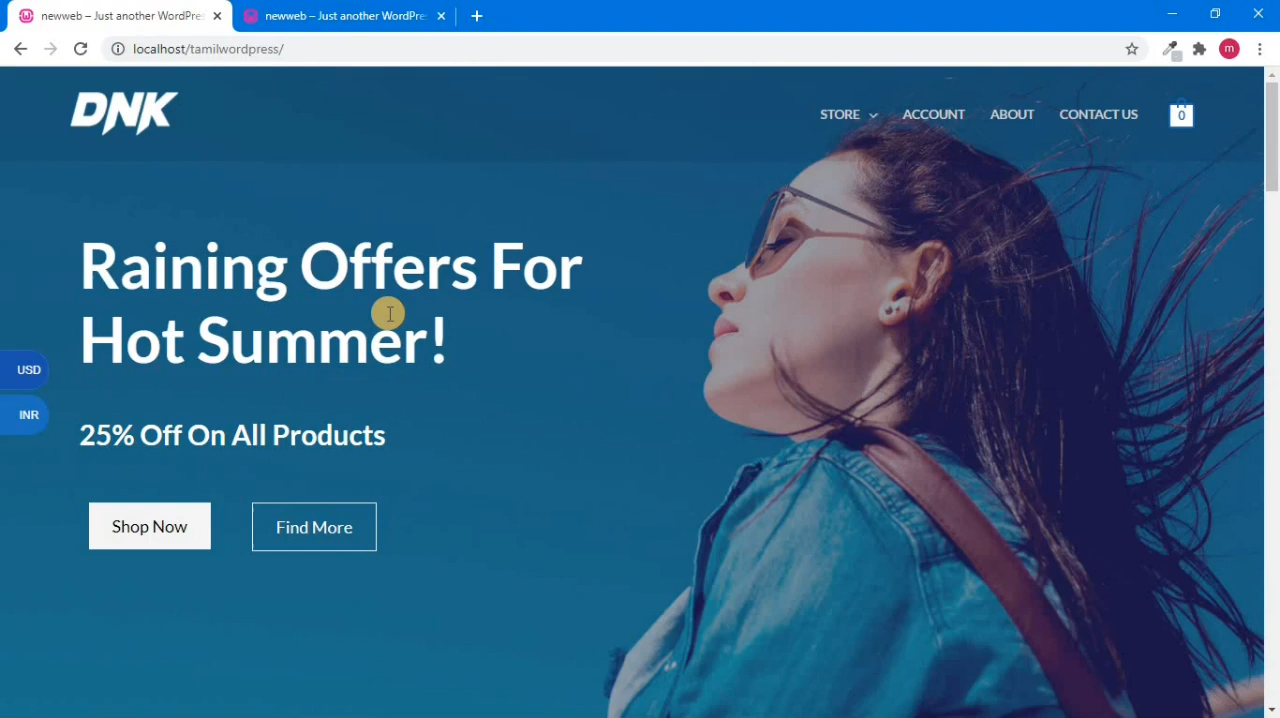 newweb – Just another WordPres
newweb – Just another WordPre
localhost/tamilwordpress/
m
DNK
STORE
ACCOUNT
ABOUT
CONTACT US
0
Raining Offers For
Hot Summer!
USD
INR
25% Off On All Products
Shop Now
Find More